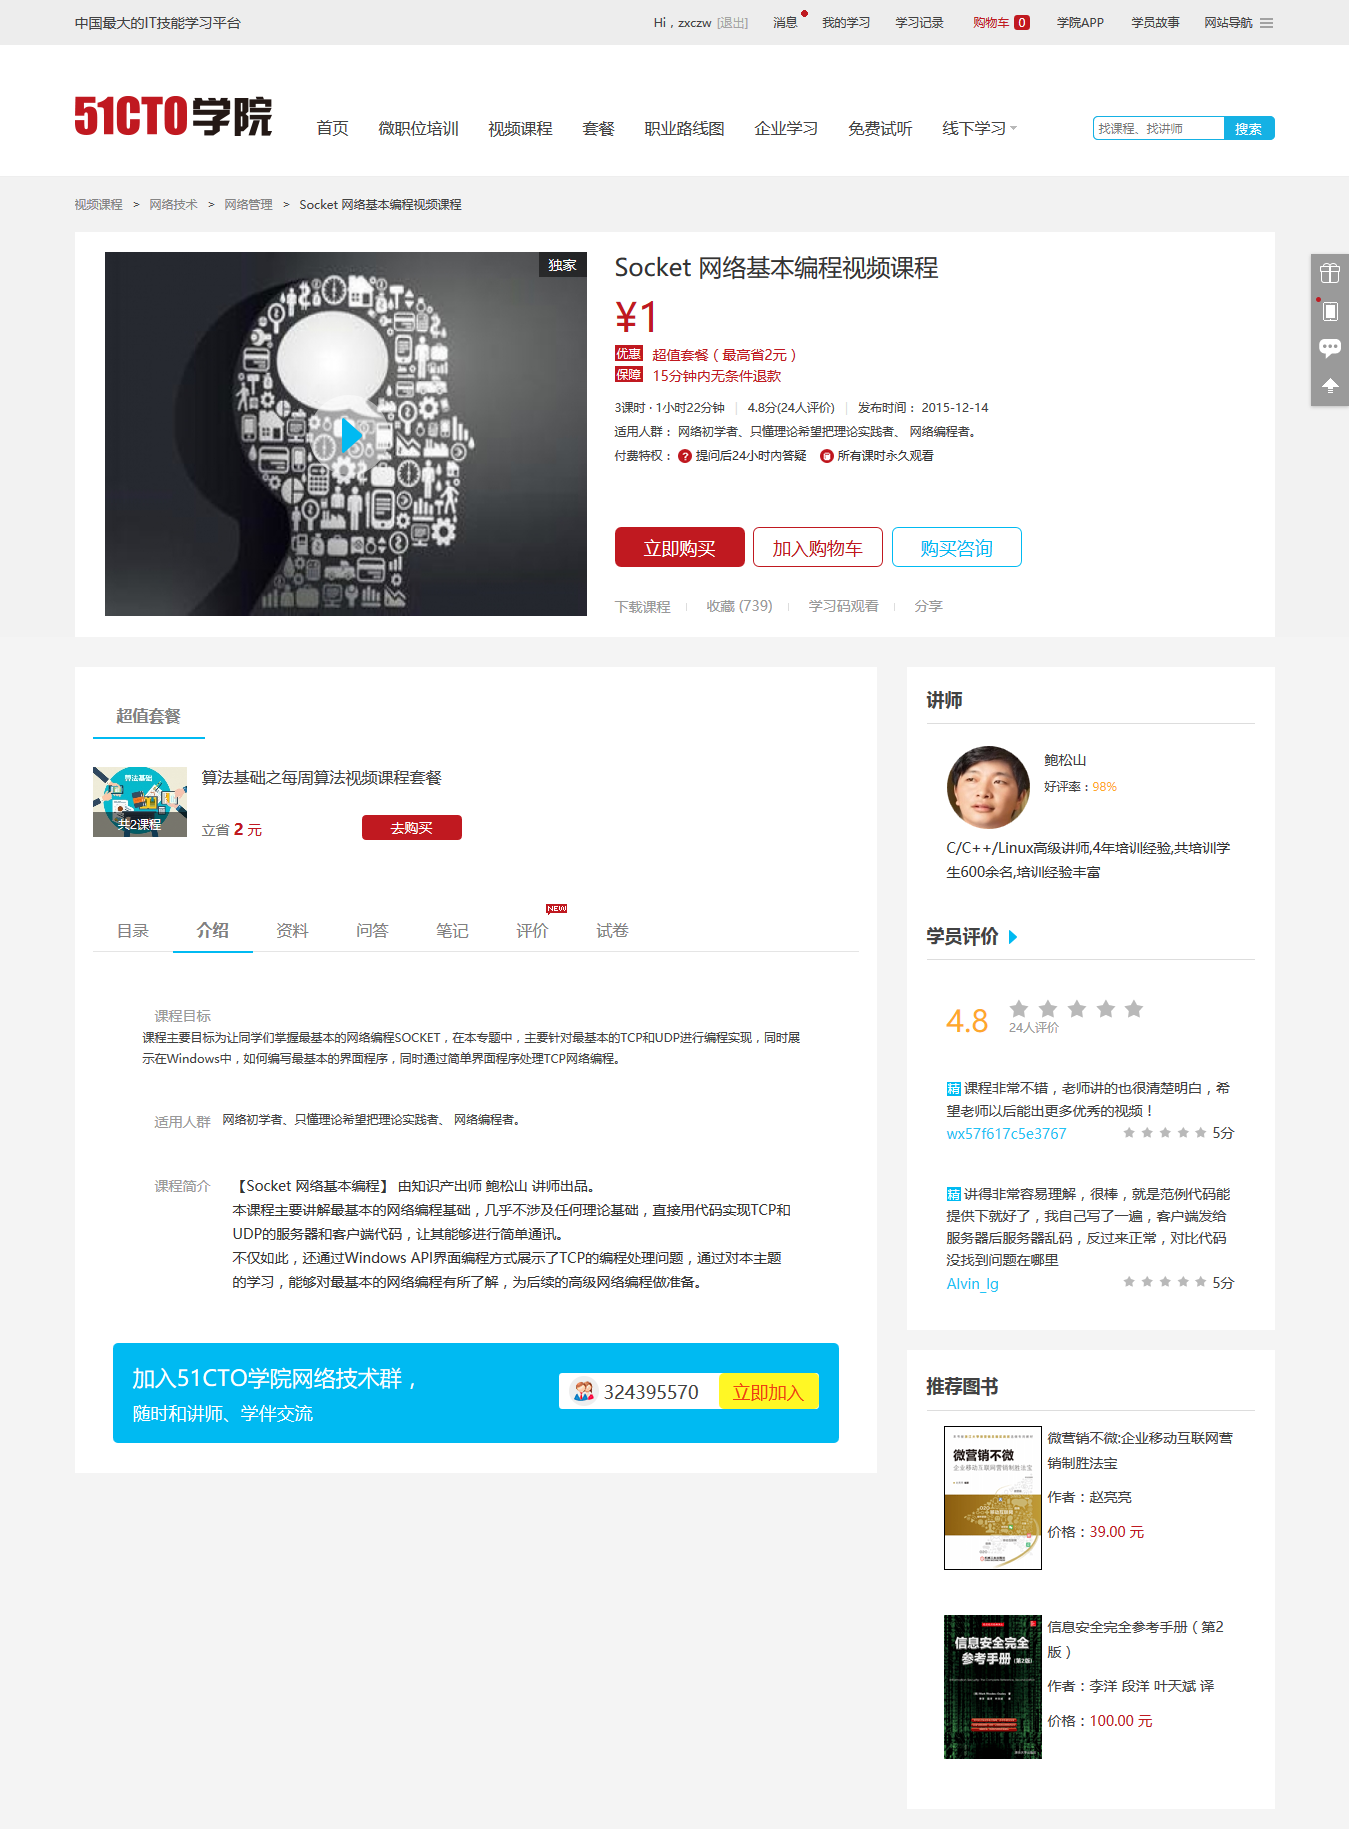 中国最大的IT技能学习平台
Hi，zxczw [退出] 消息 我的学习 学习记录 购物车 0 学院APP 学员故事 网站导航
51CTO学院 首页 微职位培训 视频课程 套餐 职业路线图 企业学习 免费试听 线下学习 找课程、找讲师 搜索
视频课程 > 网络技术 > 网络管理 > Socket 网络基本编程视频课程
独家
Socket 网络基本编程视频课程
¥1
优惠 超值套餐（最高省2元）
保障 15分钟内无条件退款
3课时 · 1小时22分钟 4.8分(24人评价) 发布时间： 2015-12-14
适用人群： 网络初学者、只懂理论希望把理论实践者、 网络编程者。
付费特权： ? 提问后24小时内答疑 所有课时永久观看
立即购买 加入购物车 购买咨询
下载课程 收藏 (739) 学习码观看 分享
超值套餐
算法基础
共2课程
算法基础之每周算法视频课程套餐
立省 2 元 去购买
NEW
目录 介绍 资料 问答 笔记 评价 试卷
课程目标
课程主要目标为让同学们掌握最基本的网络编程SOCKET，在本专题中，主要针对最基本的TCP和UDP进行编程实现，同时展
示在Windows中，如何编写最基本的界面程序，同时通过简单界面程序处理TCP网络编程。
适用人群 网络初学者、只懂理论希望把理论实践者、 网络编程者。
课程简介 【Socket 网络基本编程】 由知识产出师 鲍松山 讲师出品。
本课程主要讲解最基本的网络编程基础，几乎不涉及任何理论基础，直接用代码实现TCP和
UDP的服务器和客户端代码，让其能够进行简单通讯。
不仅如此，还通过Windows API界面编程方式展示了TCP的编程处理问题，通过对本主题
的学习，能够对最基本的网络编程有所了解，为后续的高级网络编程做准备。
加入51CTO学院网络技术群，
随时和讲师、学伴交流
324395570 立即加入
讲师
鲍松山
好评率：98%
C/C++/Linux高级讲师,4年培训经验,共培训学
生600余名,培训经验丰富
学员评价
4.8
24人评价
精 课程非常不错，老师讲的也很清楚明白，希
望老师以后能出更多优秀的视频！
wx57f617c5e3767 5分
精 讲得非常容易理解，很棒，就是范例代码能
提供下就好了，我自己写了一遍，客户端发给
服务器后服务器乱码，反过来正常，对比代码
没找到问题在哪里
Alvin_lg 5分
推荐图书
微营销不微
企业移动互联网营销制胜法宝
微营销不微:企业移动互联网营
销制胜法宝
作者：赵亮亮
价格：39.00 元
信息安全完全
参考手册（第2版）
信息安全完全参考手册（第2
版）
作者：李洋 段洋 叶天斌 译
价格：100.00 元